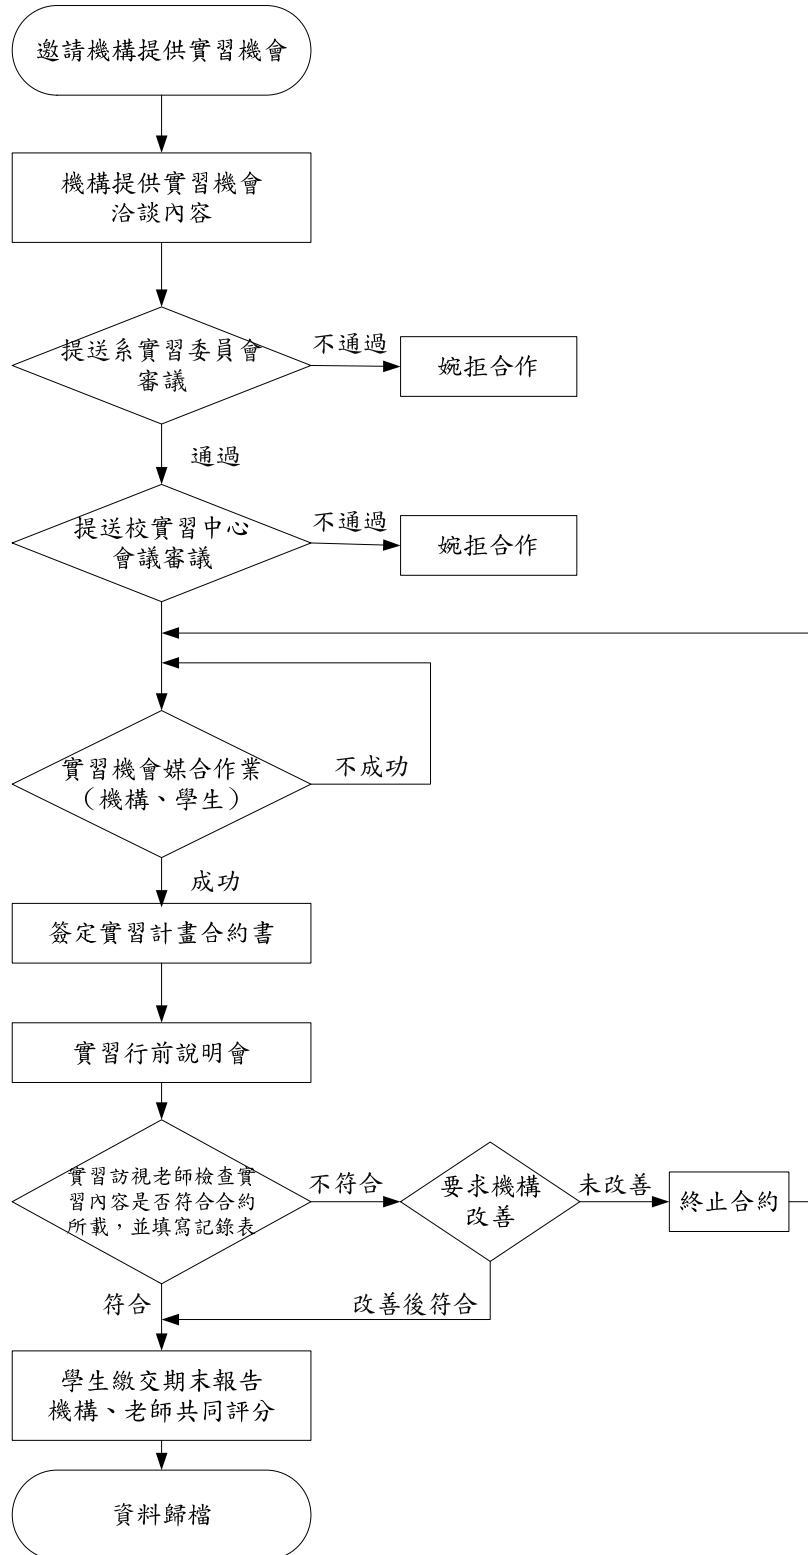 邀請機構提供實習機會
機構提供實習機會
洽談內容
提送系實習委員會
審議
不通過
婉拒合作
通過
提送校實習中心
會議審議
不通過
婉拒合作
實習機會媒合作業
（機構、學生）
不成功
成功
簽定實習計畫合約書
實習行前說明會
實習訪視老師檢查實
習內容是否符合合約
所載，並填寫記錄表
不符合
要求機構
改善
未改善
終止合約
符合
改善後符合
學生繳交期末報告
機構、老師共同評分
資料歸檔